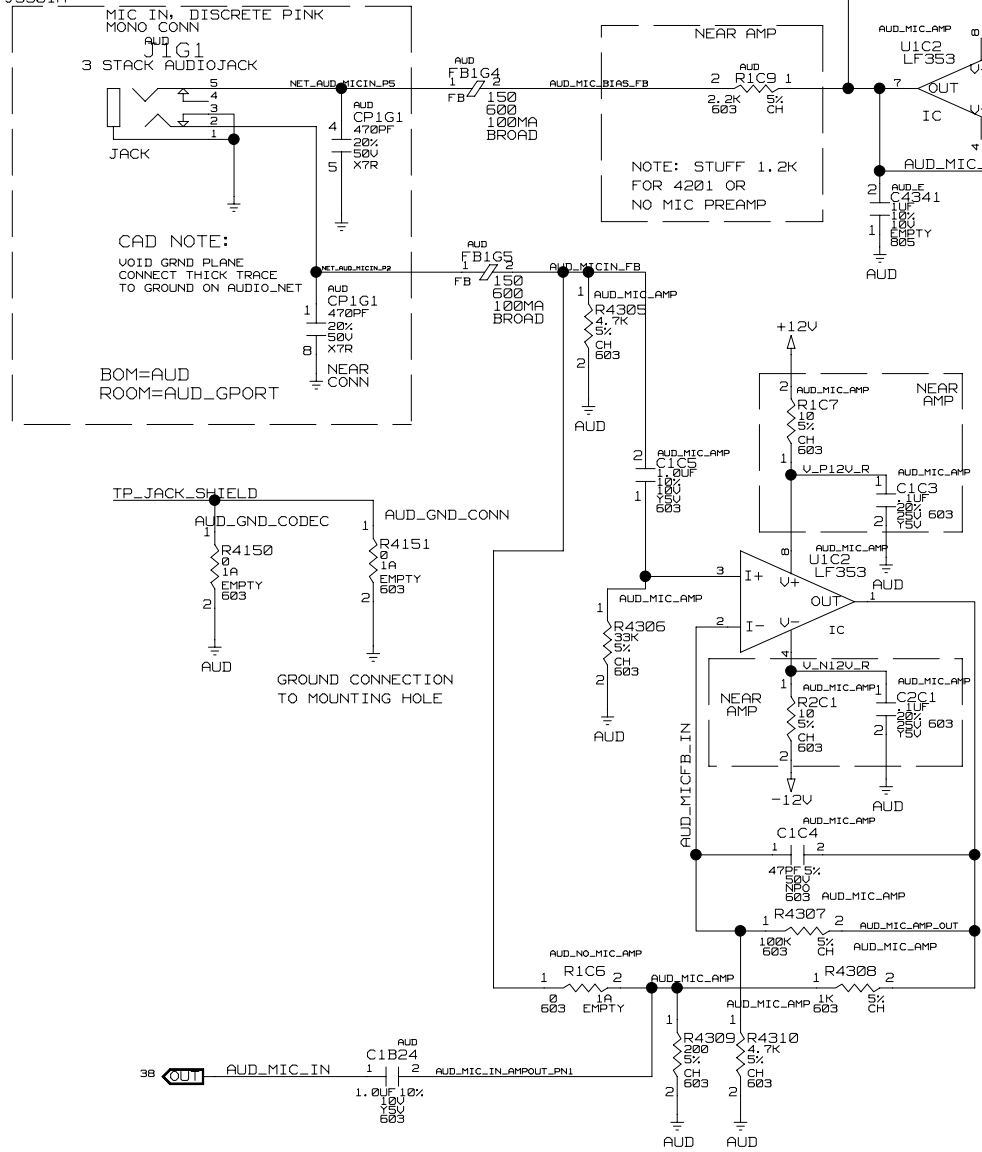 MIC IN, DISCRETE PINK
MONO CONN
AUD
J1G1
3 STACK AUDIOJACK
5
4
3
2
1
JACK
NET_AUD_MICIN_P5
AUD
CP1G1
470PF
20%
50V
X7R
4
5
CAD NOTE:
VOID GRND PLANE
CONNECT THICK TRACE
TO GROUND ON AUDIO_NET
NET_AUD_MICIN_P2
AUD
CP1G1
470PF
20%
50V
X7R
1
8
NEAR
CONN
BOM=AUD
ROOM=AUD_GPORT
AUD
FB1G4
1 2
FB 150
600
100MA
BROAD
AUD_MIC_BIAS_FB
NEAR AMP
AUD
2 R1C9 1
2.2K 5%
603 CH
NOTE: STUFF 1.2K
FOR 4201 OR
NO MIC PREAMP
AUD_MIC_AMP
8
U1C2
LF353
7
OUT
V+
V-
IC
4
AUD_MIC_
AUD_E
2
C4341
1UF
10%
10V
EMPTY
805
1
AUD
AUD
FB1G5
1 2
FB 150
600
100MA
BROAD
AUD_MICIN_FB
1
AUD_MIC_AMP
R4305
4.7K
5%
CH
603
2
AUD
2 AUD_MIC_AMP
C1C5
1.0UF
10%
10V
Y5V
603
1
+12V
2 AUD_MIC_AMP
R1C7
10
5%
CH
603
1
NEAR
AMP
V_P12V_R
AUD_MIC_AMP
1
C1C3
.1UF
20%
25V 603
Y5V
2
AUD
TP_JACK_SHIELD
AUD_GND_CODEC
1
R4150
0
1A
EMPTY
603
2
AUD
AUD_GND_CONN
1
R4151
0
1A
EMPTY
603
2
GROUND CONNECTION
TO MOUNTING HOLE
AUD_MIC_AMP
1
R4306
33K
5%
CH
603
2
AUD
AUD_MIC_AMP
8
U1C2
LF353
3
I+
V+
OUT
1
2
I-
V-
IC
4
V_N12V_R
NEAR
AMP
1
AUD_MIC_AMP
R2C1
10
5%
CH
603
2
-12V
AUD_MIC_AMP
1
C2C1
.1UF
20%
25V 603
Y5V
2
AUD
AUD_MICFB_IN
AUD_MIC_AMP
C1C4
1 2
47PF 5%
50V
NPO
603
AUD_MIC_AMP
1 R4307 2
100K 5%
603 CH
AUD_MIC_AMP_OUT
AUD_MIC_AMP
1 R4308 2
1K 5%
603 CH
AUD_NO_MIC_AMP
1 R1C6 2
0 1A
603 EMPTY
AUD_MIC_AMP
1
R4309
200
5%
CH
603
2
AUD
AUD_MIC_AMP
1
R4310
4.7K
5%
CH
603
2
AUD
38 OUT
AUD_MIC_IN
AUD
C1B24
1 2
1.0UF 10%
10V
Y5V
603
AUD_MIC_IN_AMPOUT_PN1